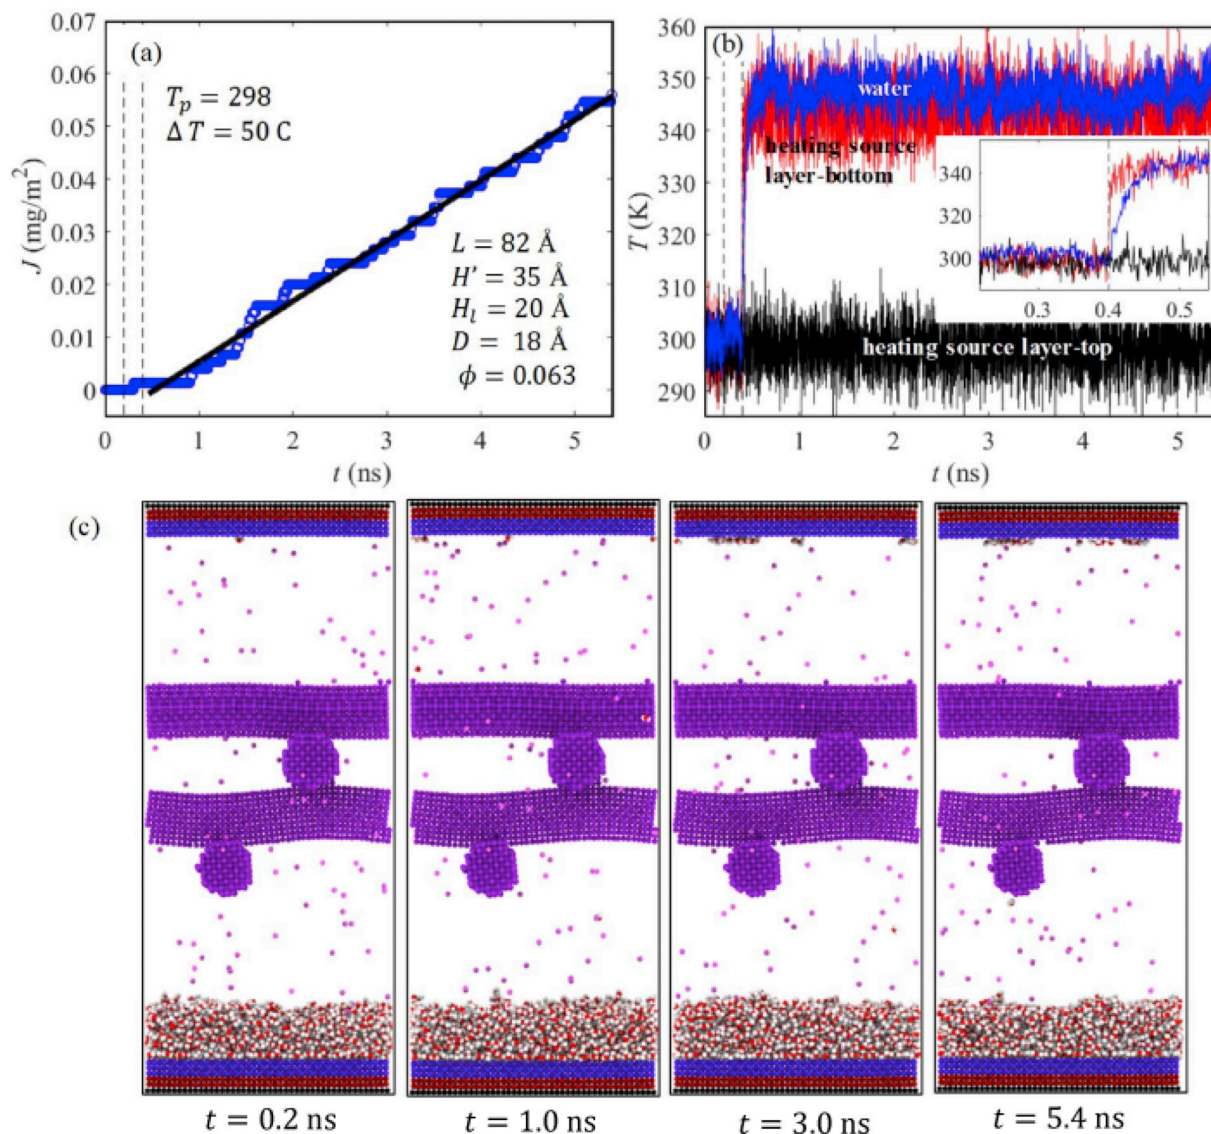 (a)
0.07
0.06
0.05
0.04
0.03
0.02
0.01
0
J (mg/m²)
T_p = 298
Δ T = 50 C
L = 82 Å
H' = 35 Å
H_l = 20 Å
D = 18 Å
ϕ = 0.063
0 1 2 3 4 5
t (ns)
(b)
360
350
340
330
320
310
300
290
T (K)
water
heating source
layer-bottom
340
320
300
0.3 0.4 0.5
heating source layer-top
0 1 2 3 4 5
t (ns)
(c)
t = 0.2 ns
t = 1.0 ns
t = 3.0 ns
t = 5.4 ns